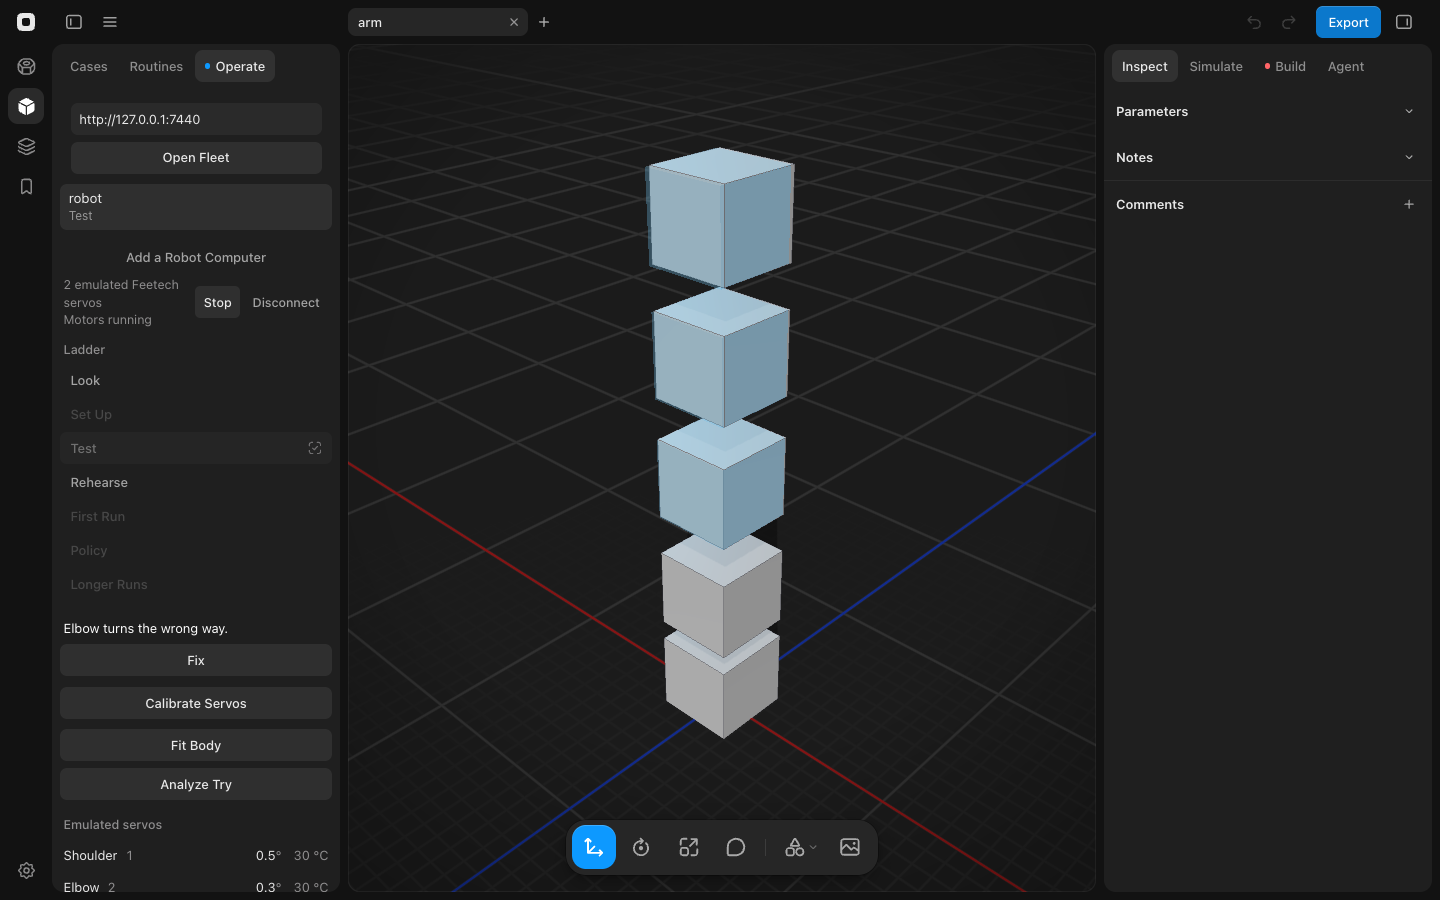 arm
Export
Cases
Routines
Operate
http://127.0.0.1:7440
Open Fleet
robot
Test
Add a Robot Computer
2 emulated Feetech
servos
Motors running
Stop
Disconnect
Ladder
Look
Set Up
Test
Rehearse
First Run
Policy
Longer Runs
Elbow turns the wrong way.
Fix
Calibrate Servos
Fit Body
Analyze Try
Emulated servos
Shoulder 1 0.5° 30 °C
Elbow 2 0.3° 30 °C
Inspect
Simulate
Build
Agent
Parameters
Notes
Comments